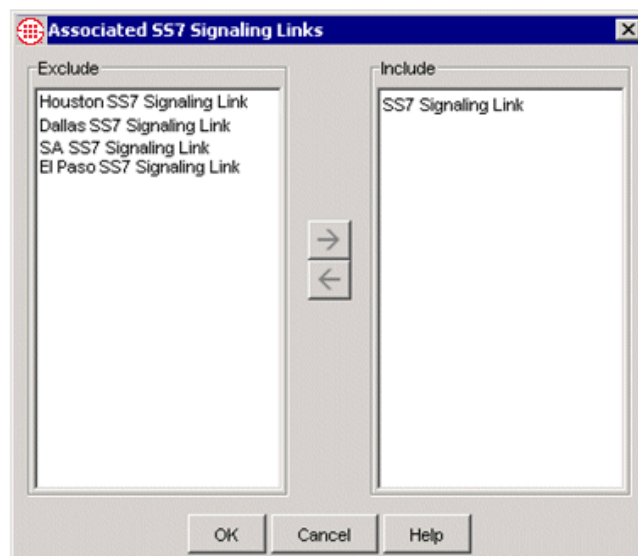 Associated SS7 Signaling Links
Exclude
Houston SS7 Signaling Link
Dallas SS7 Signaling Link
SA SS7 Signaling Link
El Paso SS7 Signaling Link
Include
SS7 Signaling Link
OK
Cancel
Help